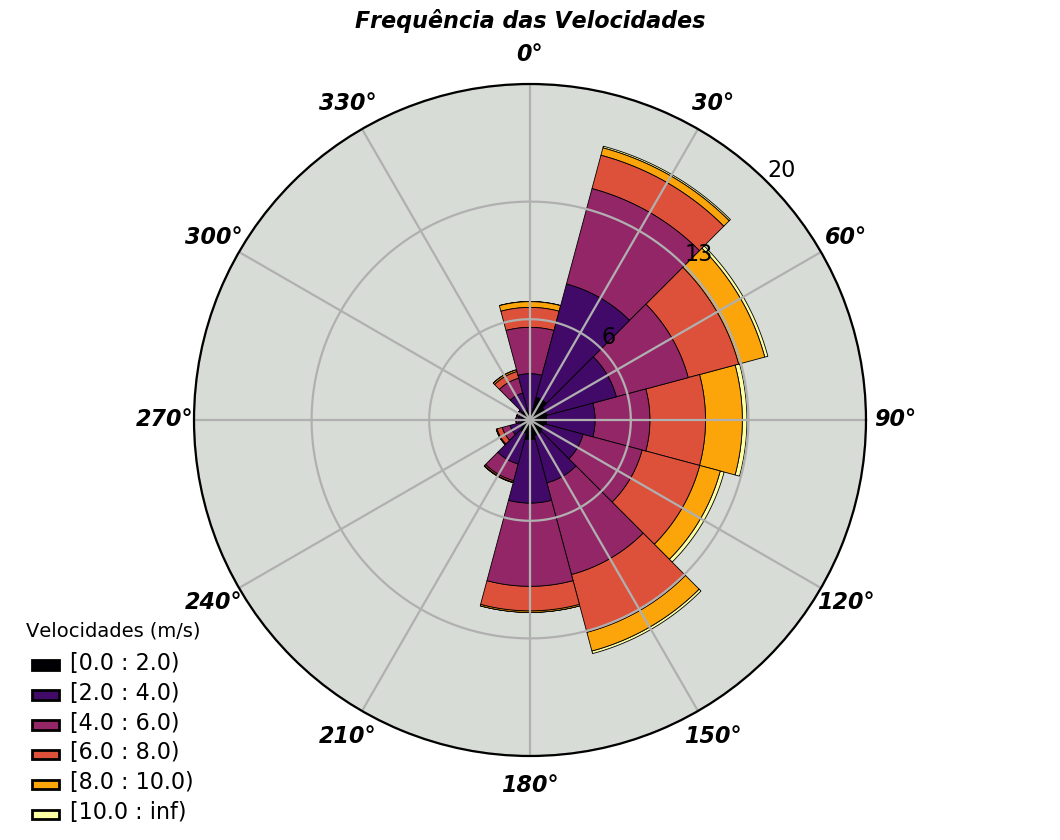 Frequência das Velocidades
0°
330°
30°
20
300°
60°
13
6
270°
90°
240°
120°
210°
150°
180°
Velocidades (m/s)
[0.0 : 2.0)
[2.0 : 4.0)
[4.0 : 6.0)
[6.0 : 8.0)
[8.0 : 10.0)
[10.0 : inf)